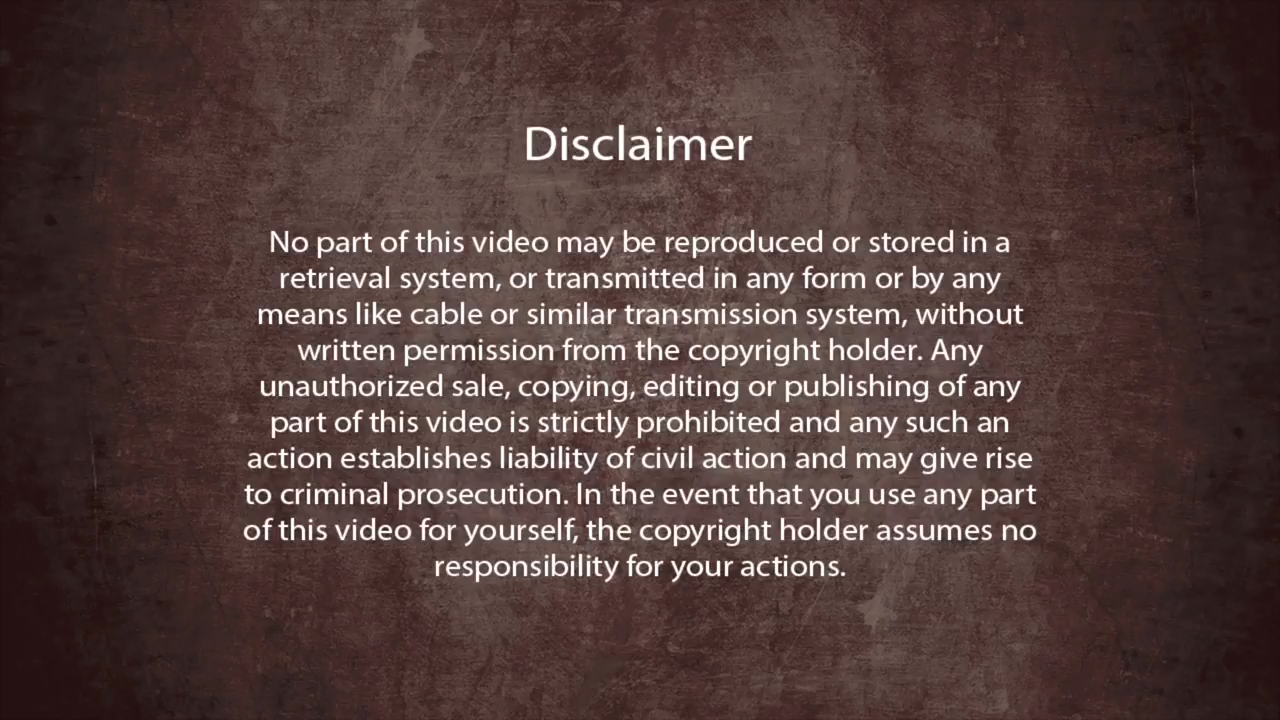 Disclaimer
No part of this video may be reproduced or stored in a
retrieval system, or transmitted in any form or by any
means like cable or similar transmission system, without
written permission from the copyright holder. Any
unauthorized sale, copying, editing or publishing of any
part of this video is strictly prohibited and any such an
action establishes liability of civil action and may give rise
to criminal prosecution. In the event that you use any part
of this video for yourself, the copyright holder assumes no
responsibility for your actions.